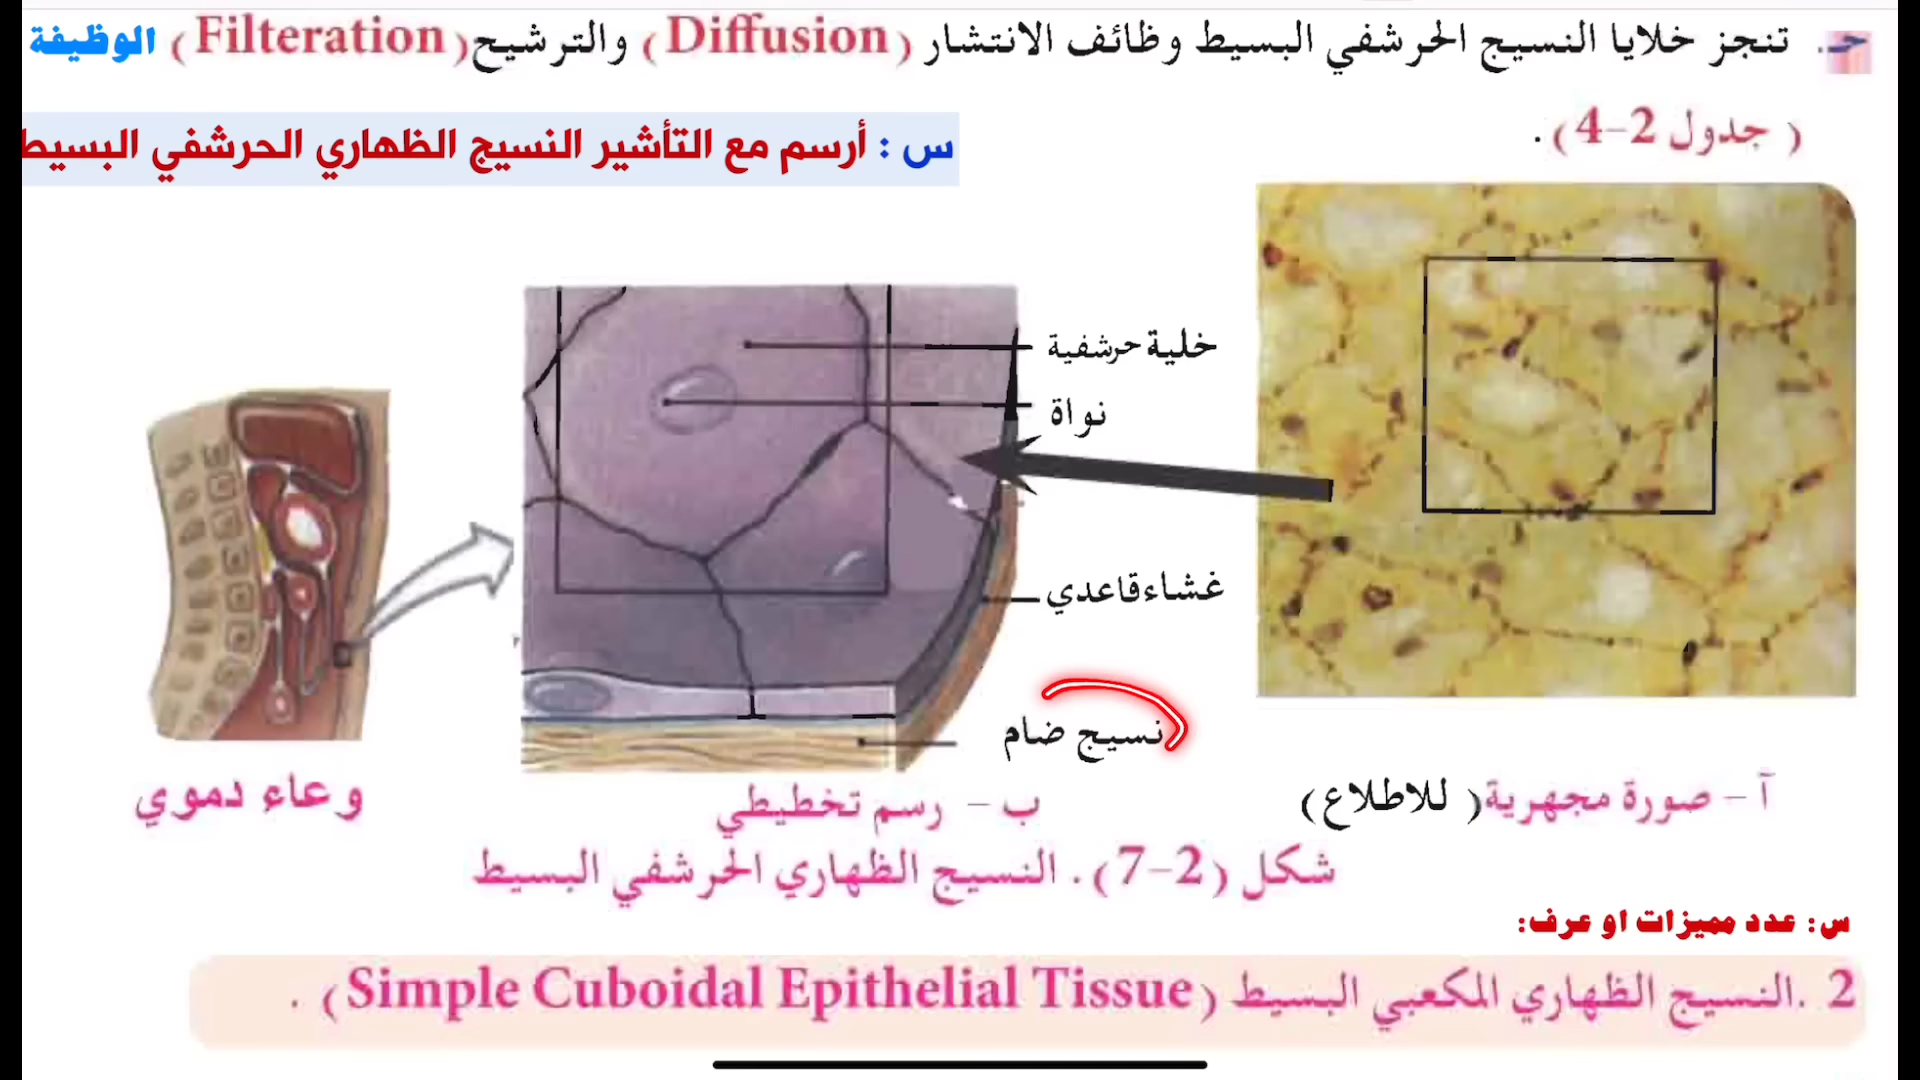 حـ. تنجز خلايا النسيج الحرشفي البسيط وظائف الانتشار (Diffusion) والترشيح (Filteration) الوظيفة
(جدول 2-4).
س : أرسم مع التأشير النسيج الظهاري الحرشفي البسيط
خلية حرشفية
نواة
غشاء قاعدي
نسيج ضام
آ - صورة مجهرية (للاطلاع)
ب - رسم تخطيطي
وعاء دموي
شكل (2-7). النسيج الظهاري الحرشفي البسيط
س: عدد مميزات او عرف:
2 .النسيج الظهاري المكعبي البسيط (Simple Cuboidal Epithelial Tissue) .